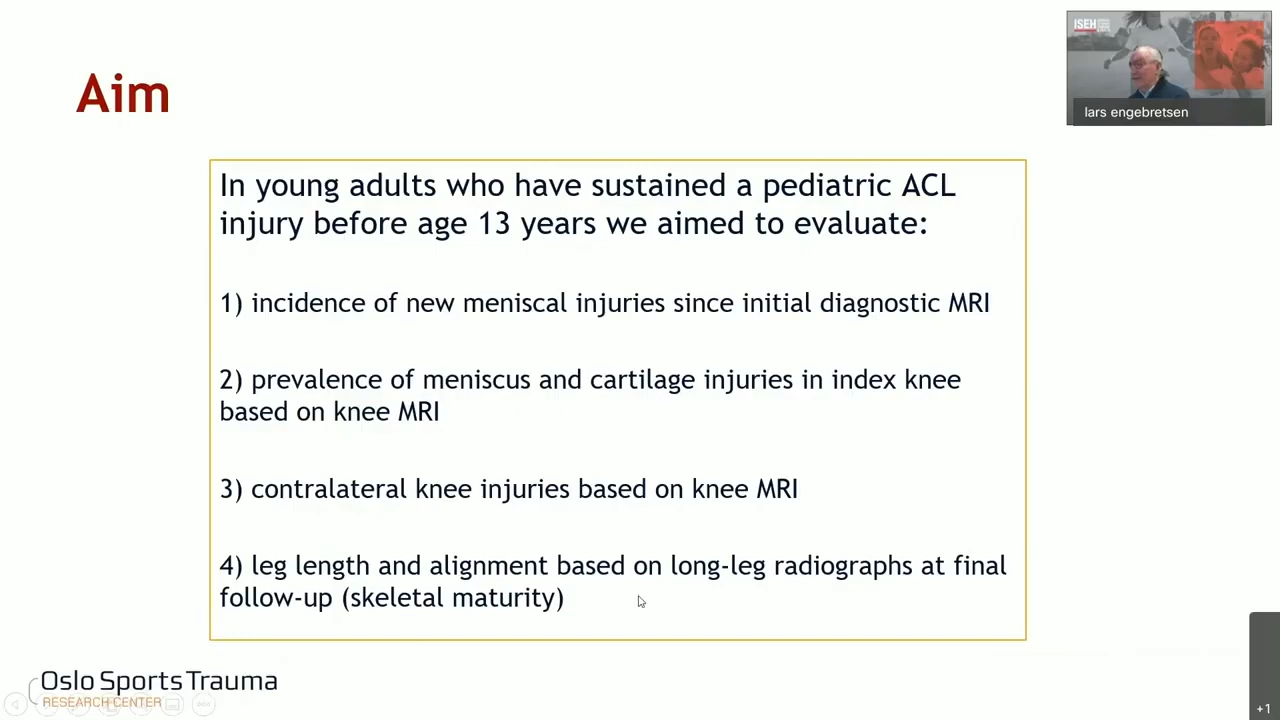 Aim
ISEH
lars engebretsen
In young adults who have sustained a pediatric ACL
injury before age 13 years we aimed to evaluate:
1) incidence of new meniscal injuries since initial diagnostic MRI
2) prevalence of meniscus and cartilage injuries in index knee
based on knee MRI
3) contralateral knee injuries based on knee MRI
4) leg length and alignment based on long-leg radiographs at final
follow-up (skeletal maturity)
Oslo Sports Trauma
RESEARCH CENTER
+1